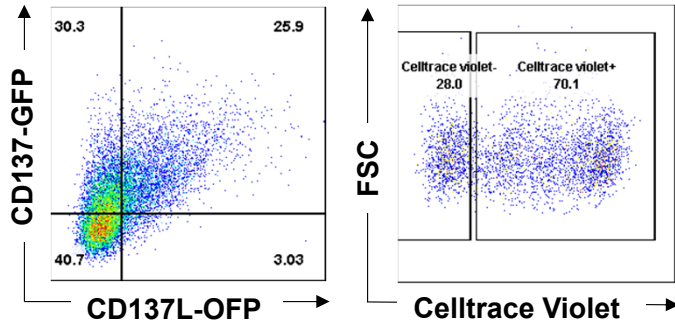 30.3 25.9
CD137-GFP
40.7 3.03
CD137L-OFP
Celltrace violet- Celltrace violet+
28.0 70.1
FSC
Celltrace Violet